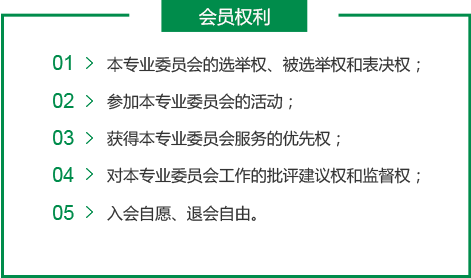 会员权利
01 > 本专业委员会的选举权、被选举权和表决权；
02 > 参加本专业委员会的活动；
03 > 获得本专业委员会服务的优先权；
04 > 对本专业委员会工作的批评建议权和监督权；
05 > 入会自愿、退会自由。